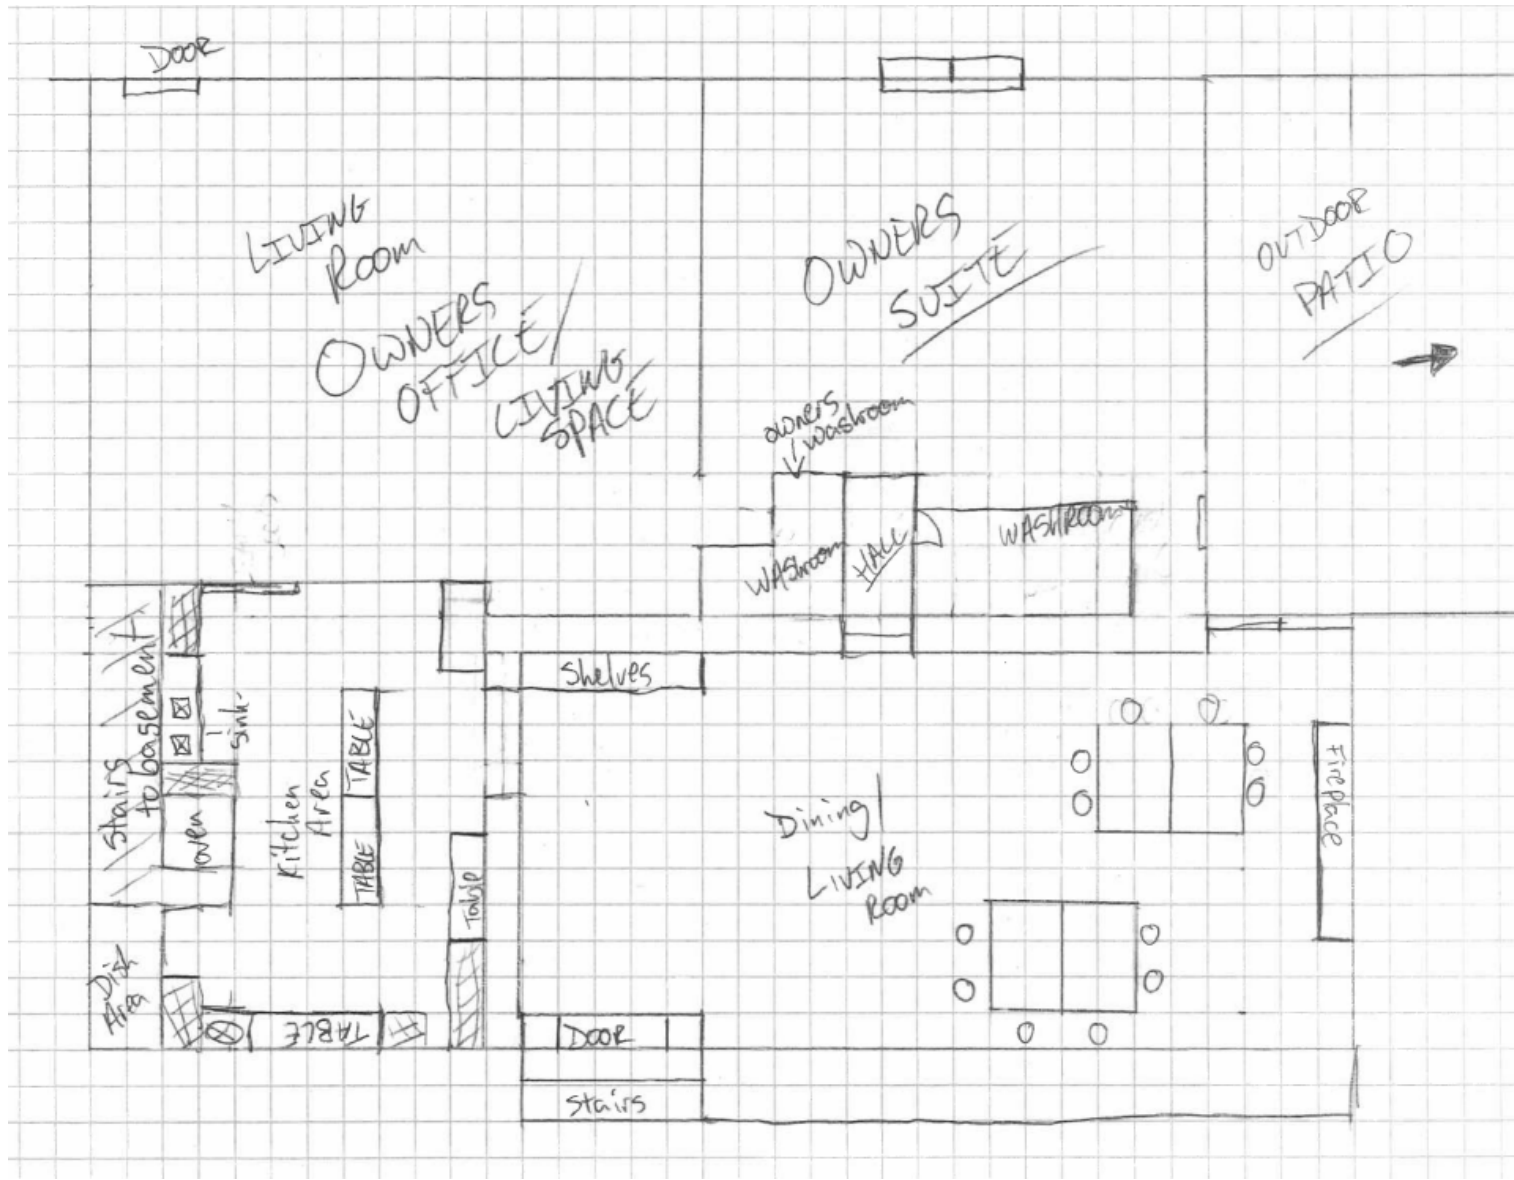 DOOR
LIVING
ROOM
OWNERS
OFFICE/
LIVING
SPACE
OWNERS
SUITE
OUTDOOR
PATIO
owners
washroom
WAShroom
HALL
WASHROOM
Stairs
to basement
Sink
Shelves
oven
Kitchen
Area
TABLE
TABLE
Table
Dining/
LIVING
ROOM
Fireplace
Dish
Area
TABLE
DOOR
Stairs